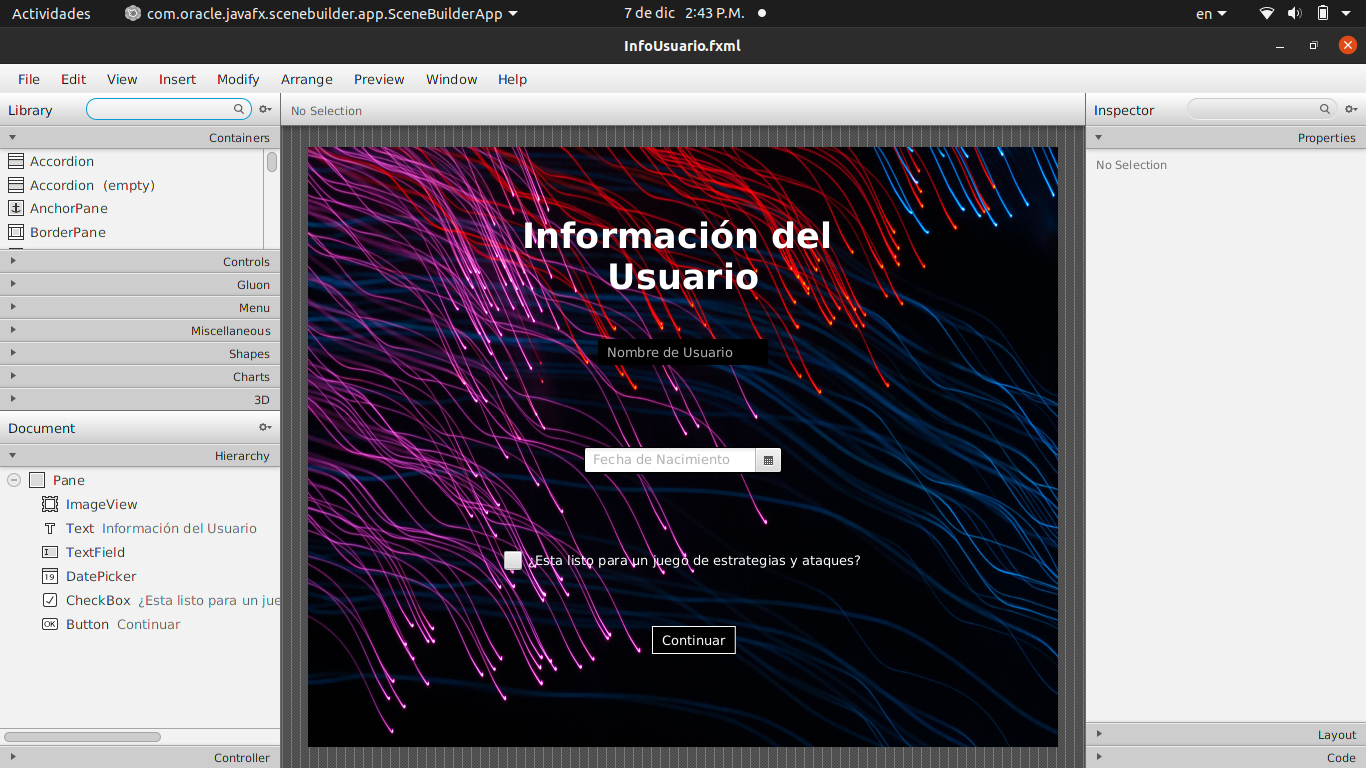 Actividades com.oracle.javafx.scenebuilder.app.SceneBuilderApp 7 de dic 2:43 P.M. en
InfoUsuario.fxml
File Edit View Insert Modify Arrange Preview Window Help
Library
No Selection
Inspector
Containers
Accordion
Accordion (empty)
AnchorPane
BorderPane
Controls
Gluon
Menu
Miscellaneous
Shapes
Charts
3D
Document
Hierarchy
Pane
ImageView
Text Información del Usuario
TextField
19 DatePicker
CheckBox ¿Esta listo para un jue
OK Button Continuar
Controller
Información del
Usuario
Nombre de Usuario
Fecha de Nacimiento
¿Esta listo para un juego de estrategias y ataques?
Continuar
Properties
No Selection
Layout
Code